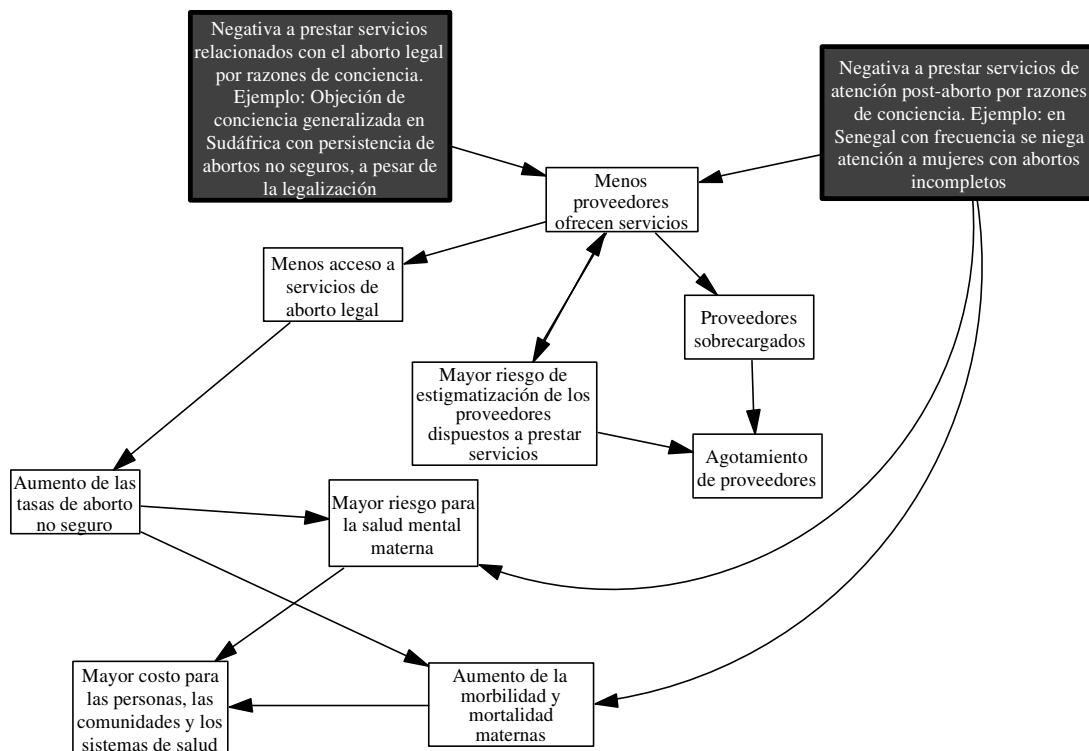 Negativa a prestar servicios
relacionados con el aborto legal
por razones de conciencia.
Ejemplo: Objeción de
conciencia generalizada en
Sudáfrica con persistencia de
abortos no seguros, a pesar de
la legalización
Negativa a prestar servicios de
atención post-aborto por razones
de conciencia. Ejemplo: en
Senegal con frecuencia se niega
atención a mujeres con abortos
incompletos
Menos
proveedores
ofrecen servicios
Menos acceso a
servicios de
aborto legal
Proveedores
sobrecargados
Mayor riesgo de
estigmatización de los
proveedores
dispuestos a prestar
servicios
Agotamiento
de proveedores
Aumento de las
tasas de aborto
no seguro
Mayor riesgo para
la salud mental
materna
Mayor costo para
las personas, las
comunidades y los
sistemas de salud
Aumento de la
morbilidad y
mortalidad
maternas